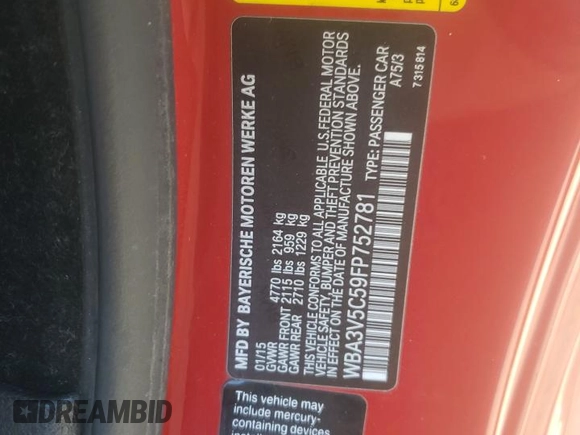 MFD BY BAYERISCHE MOTOREN WERKE AG
01/15
GVWR 4770 lbs 2164 kg
GAWR FRONT 2115 lbs 959 kg
GAWR REAR 2710 lbs 1229 kg
THIS VEHICLE CONFORMS TO ALL APPLICABLE U.S.FEDERAL MOTOR
VEHICLE SAFETY, BUMPER AND THEFT PREVENTION STANDARDS
IN EFFECT ON THE DATE OF MANUFACTURE SHOWN ABOVE.
WBA3V5C59FP752781 TYPE: PASSENGER CAR
A75/3
7 315 814
This vehicle may
include mercury-
containing devices
DREAMBID